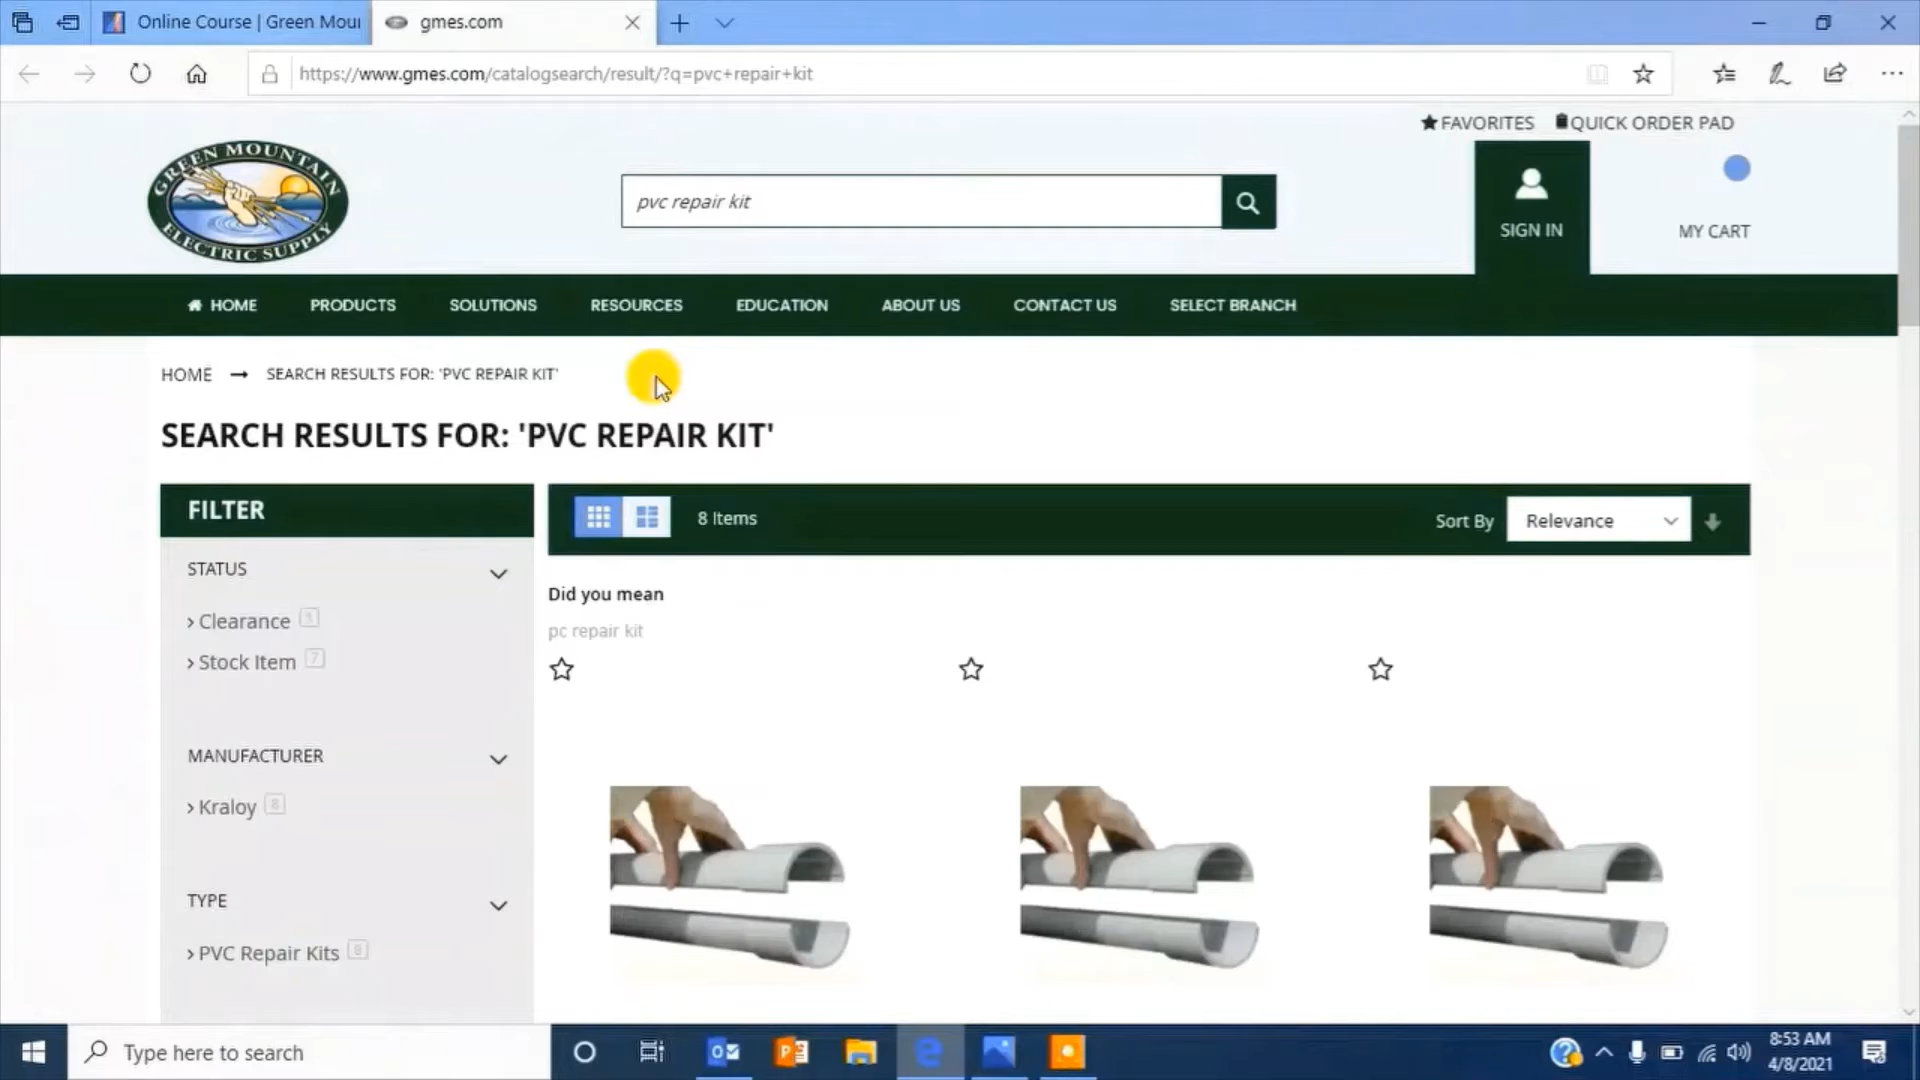 Online Course | Green Moun
gmes.com
https://www.gmes.com/catalogsearch/result/?q=pvc+repair+kit
FAVORITES
QUICK ORDER PAD
GREEN MOUNTAIN
ELECTRIC SUPPLY
pvc repair kit
SIGN IN
MY CART
HOME
PRODUCTS
SOLUTIONS
RESOURCES
EDUCATION
ABOUT US
CONTACT US
SELECT BRANCH
HOME → SEARCH RESULTS FOR: 'PVC REPAIR KIT'
SEARCH RESULTS FOR: 'PVC REPAIR KIT'
FILTER
8 Items
Sort By
Relevance
STATUS
Clearance
Stock Item 7
MANUFACTURER
Kraloy 8
TYPE
PVC Repair Kits 8
Did you mean
pc repair kit
Type here to search
8:53 AM
4/8/2021